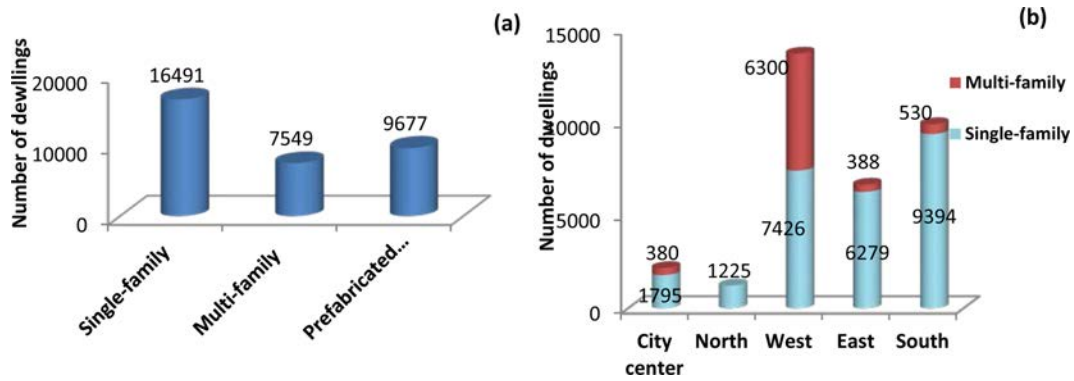 (a)
Number of dewllings
20000
10000
0
16491
7549
9677
Single-family
Multi-family
Prefabricated...
(b)
Number of dwellings
15000
10000
5000
0
380
1795
1225
6300
7426
388
6279
530
9394
City center
North
West
East
South
Multi-family
Single-family